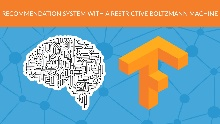 RECOMMENDATION SYSTEM WITH A RESTRICTIVE BOLTZMANN MACHINE